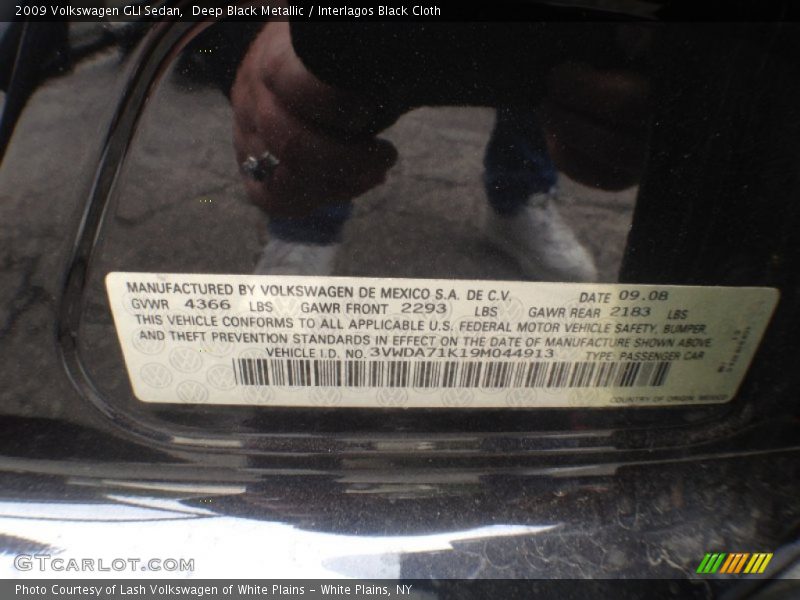 2009 Volkswagen GLI Sedan, Deep Black Metallic / Interlagos Black Cloth
MANUFACTURED BY VOLKSWAGEN DE MEXICO S.A. DE C.V. DATE 09.08
GVWR 4366 LBS GAWR FRONT 2293 LBS GAWR REAR 2183 LBS
THIS VEHICLE CONFORMS TO ALL APPLICABLE U.S. FEDERAL MOTOR VEHICLE SAFETY, BUMPER,
AND THEFT PREVENTION STANDARDS IN EFFECT ON THE DATE OF MANUFACTURE SHOWN ABOVE
VEHICLE I.D. NO. 3VWDA71K19M044913 TYPE: PASSENGER CAR
COUNTRY OF ORIGIN: MEXICO
GTCARLOT.COM
Photo Courtesy of Lash Volkswagen of White Plains - White Plains, NY